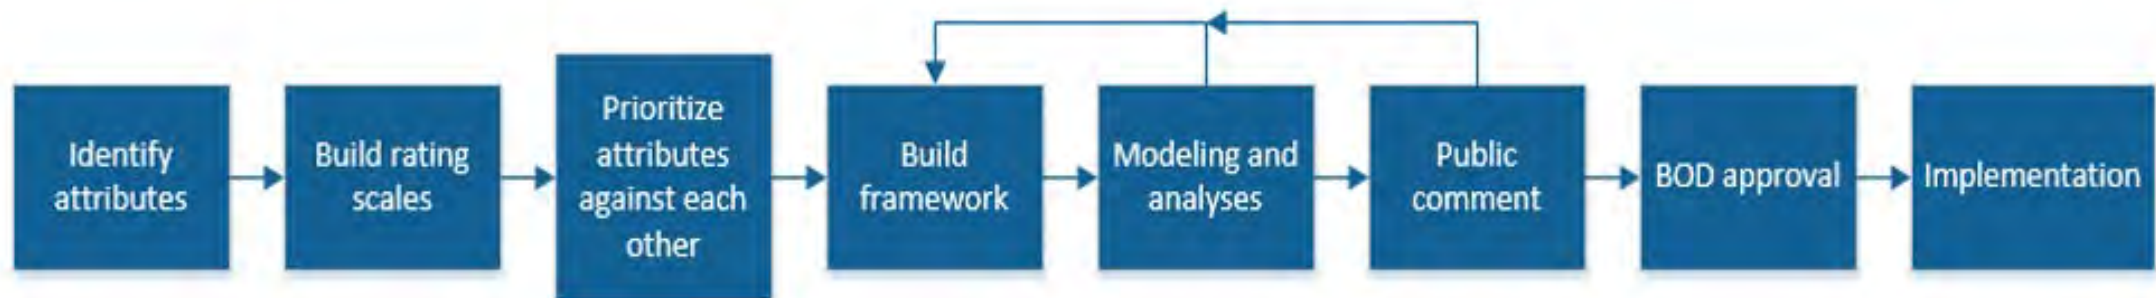 Identify
attributes
Build rating
scales
Prioritize
attributes
against each
other
Build
framework
Modeling and
analyses
Public
comment
BOD approval
Implementation